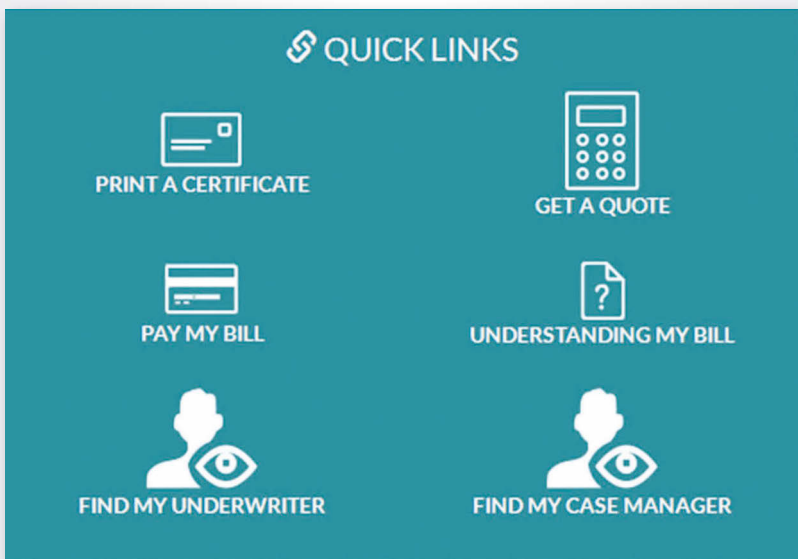 QUICK LINKS
PRINT A CERTIFICATE
GET A QUOTE
PAY MY BILL
?
UNDERSTANDING MY BILL
FIND MY UNDERWRITER
FIND MY CASE MANAGER